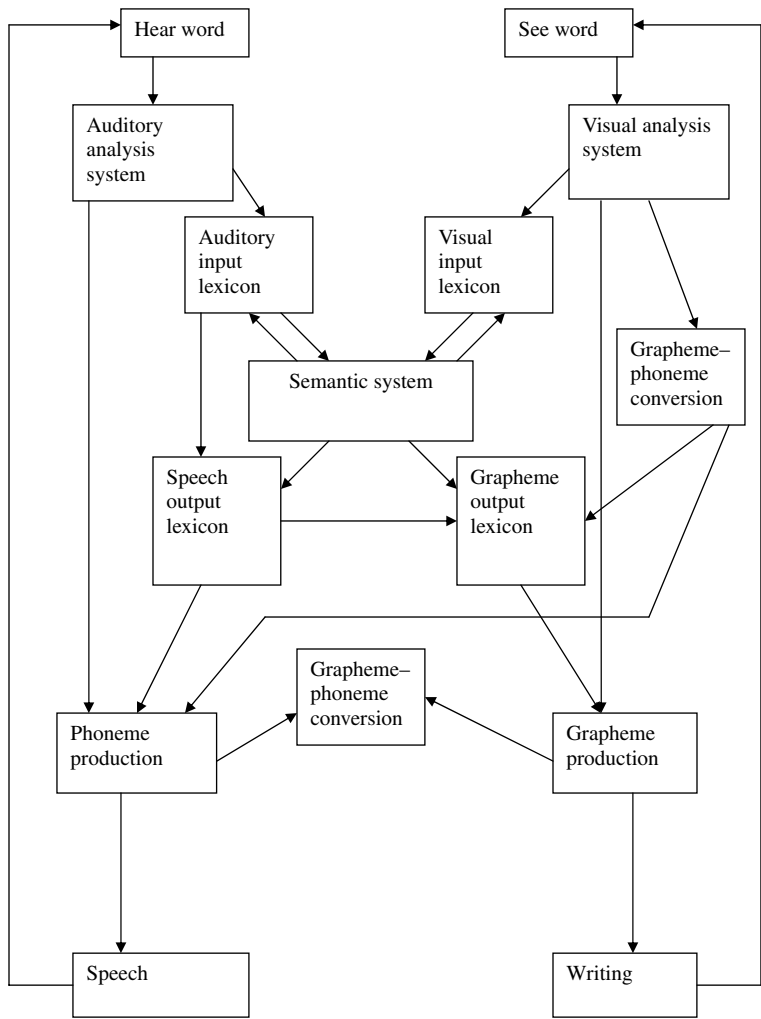 Hear word
See word
Auditory
analysis
system
Visual analysis
system
Auditory
input
lexicon
Visual
input
lexicon
Grapheme–
phoneme
conversion
Semantic system
Speech
output
lexicon
Grapheme
output
lexicon
Grapheme–
phoneme
conversion
Phoneme
production
Grapheme
production
Speech
Writing